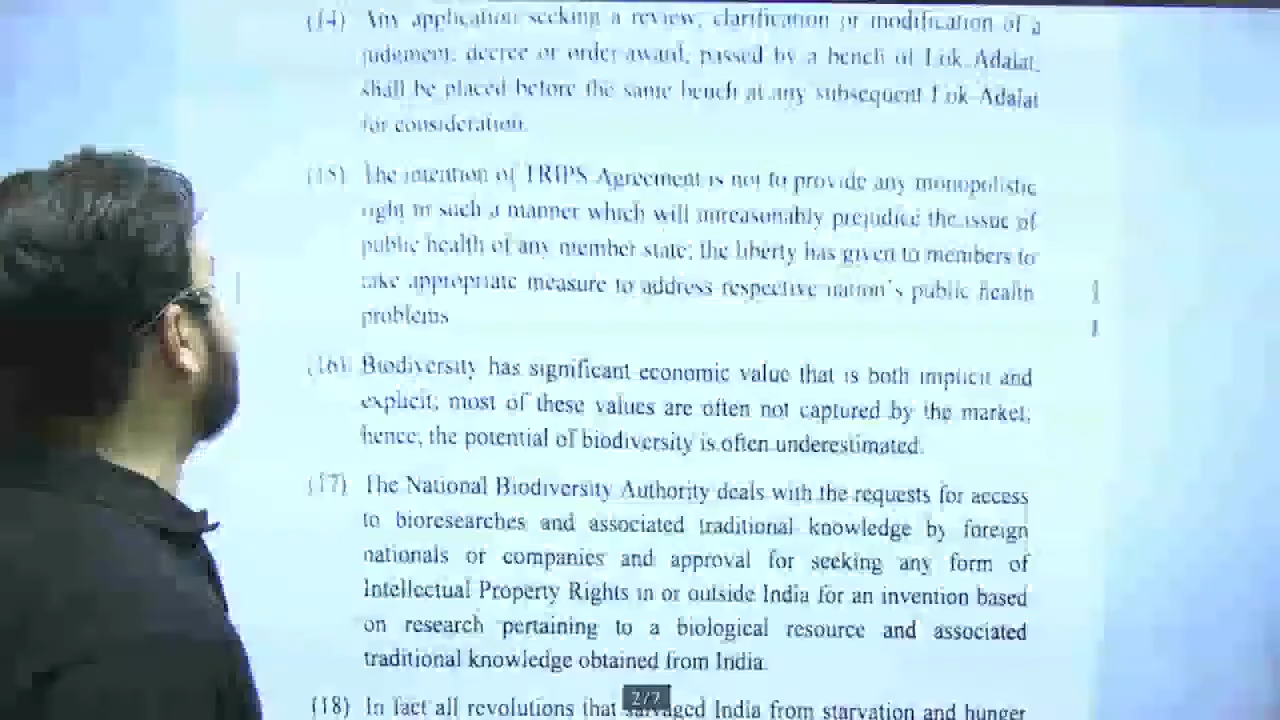 (14) Any application seeking a review, clarification or modification of a
judgement, decree or order award, passed by a bench of Lok-Adalat,
shall be placed before the same bench at any subsequent Lok-Adalat
for consideration.
(15) The intention of TRIPS Agreement is not to provide any monopolistic
right in such a manner which will unreasonably prejudice the issue of
public health of any member state; the liberty has given to members to
take appropriate measure to address respective nation's public health
problems
(16) Biodiversity has significant economic value that is both implicit and
explicit; most of these values are often not captured by the market;
hence, the potential of biodiversity is often underestimated.
(17) The National Biodiversity Authority deals with the requests for access
to bioresearches and associated traditional knowledge by foreign
nationals or companies and approval for seeking any form of
Intellectual Property Rights in or outside India for an invention based
on research pertaining to a biological resource and associated
traditional knowledge obtained from India.
2/7
(18) In fact all revolutions that salvaged India from starvation and hunger